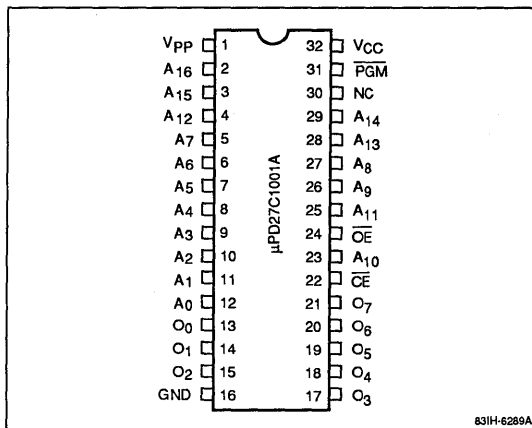 VPP 1 32 VCC
A16 2 31 PGM
A15 3 30 NC
A12 4 29 A14
A7 5 28 A13
A6 6 27 A8
A5 7 26 A9
A4 8 25 A11
A3 9 24 OE
A2 10 23 A10
A1 11 22 CE
A0 12 21 O7
O0 13 20 O6
O1 14 19 O5
O2 15 18 O4
GND 16 17 O3
μPD27C1001A
831H-6289A